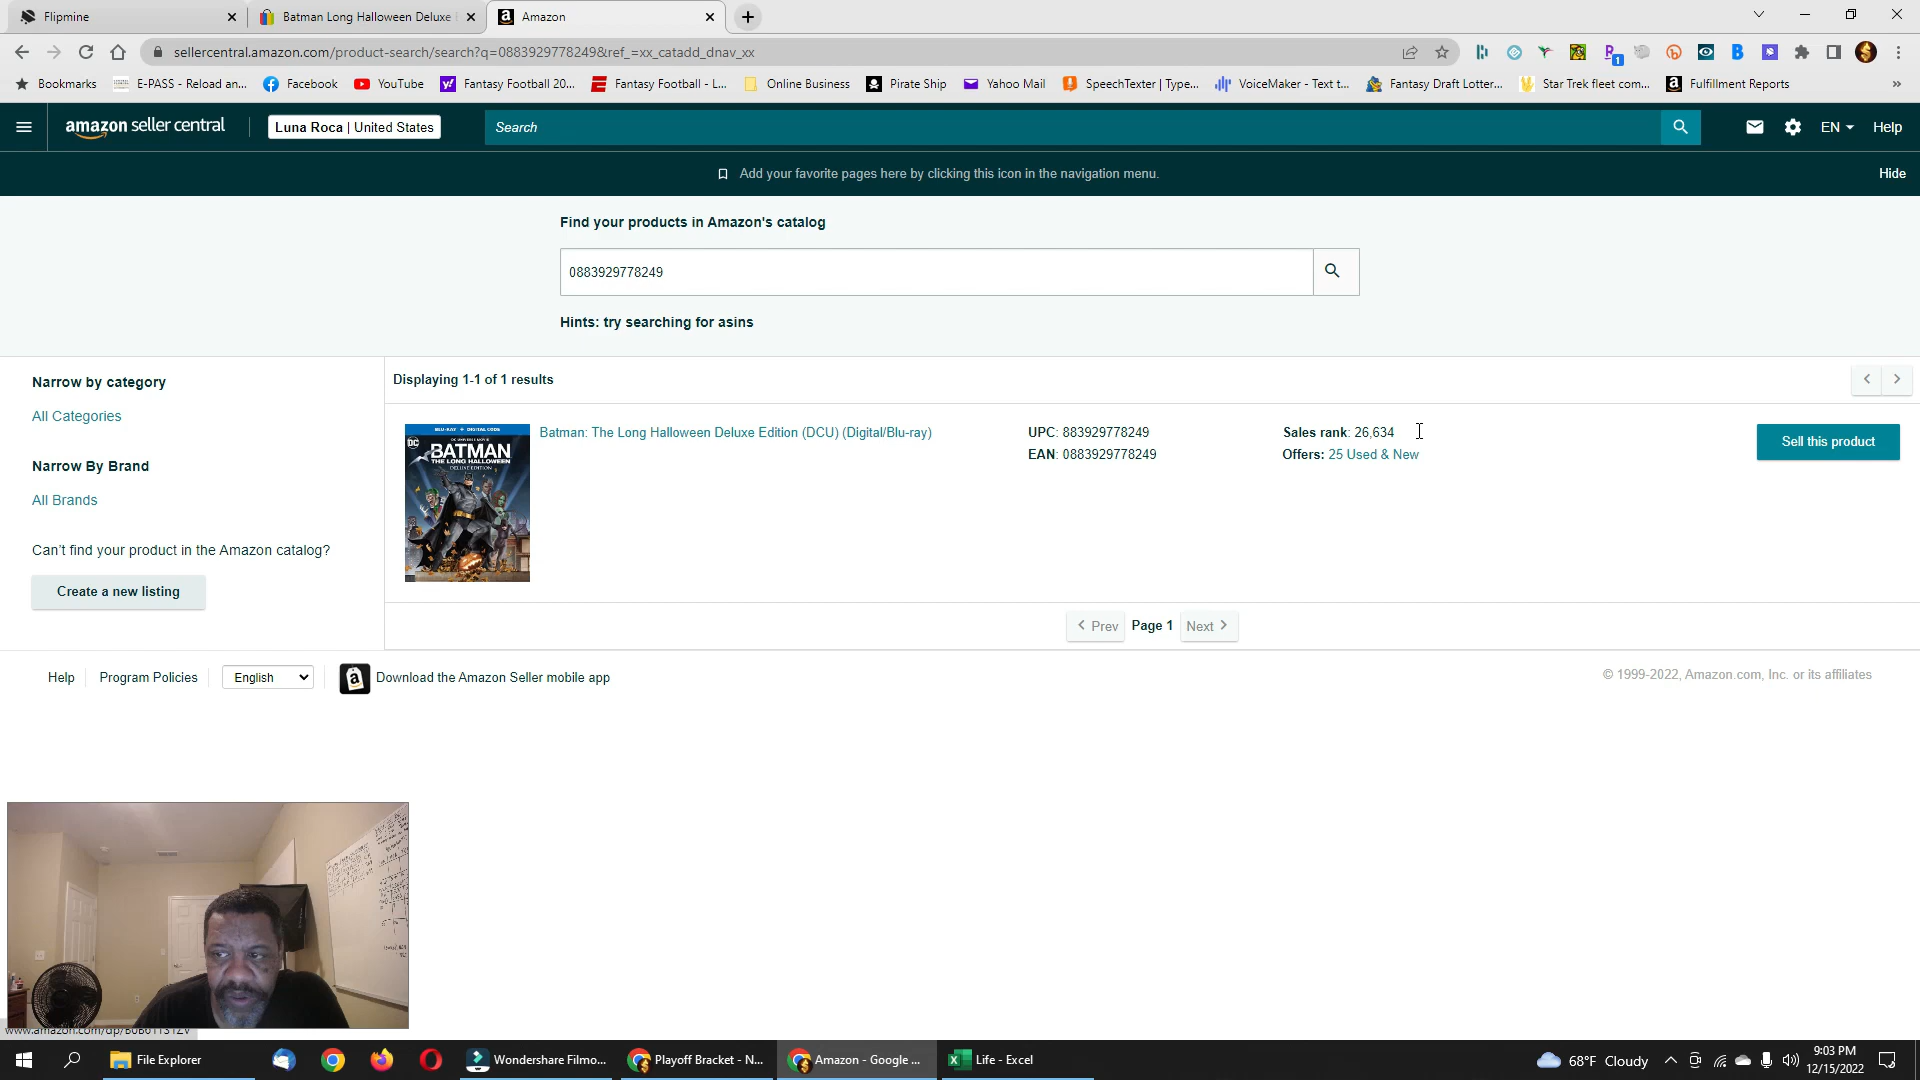 Flipmine
Batman Long Halloween Deluxe
Amazon
sellercentral.amazon.com/product-search/search?q=0883929778249&ref_=xx_catadd_dnav_xx
Bookmarks
E-PASS - Reload an...
Facebook
YouTube
Fantasy Football 20...
Fantasy Football - L...
Online Business
Pirate Ship
Yahoo Mail
SpeechTexter | Type...
VoiceMaker - Text t...
Fantasy Draft Lotter...
Star Trek fleet com...
Fulfillment Reports
»
amazon seller central
Luna Roca | United States
Search
EN
Help
Add your favorite pages here by clicking this icon in the navigation menu.
Hide
Find your products in Amazon's catalog
0883929778249
Hints: try searching for asins
Narrow by category
All Categories
Narrow By Brand
All Brands
Can't find your product in the Amazon catalog?
Create a new listing
Displaying 1-1 of 1 results
BLU-RAY + DIGITAL CODE
DC
BATMAN
THE LONG HALLOWEEN
DELUXE EDITION
Batman: The Long Halloween Deluxe Edition (DCU) (Digital/Blu-ray)
UPC: 883929778249
EAN: 0883929778249
Sales rank: 26,634
Offers: 25 Used & New
Sell this product
Prev
Page 1
Next
Help
Program Policies
English
Download the Amazon Seller mobile app
© 1999-2022, Amazon.com, Inc. or its affiliates
File Explorer
Wondershare Filmo...
Playoff Bracket - N...
Amazon - Google ...
Life - Excel
68°F Cloudy
9:03 PM
12/15/2022